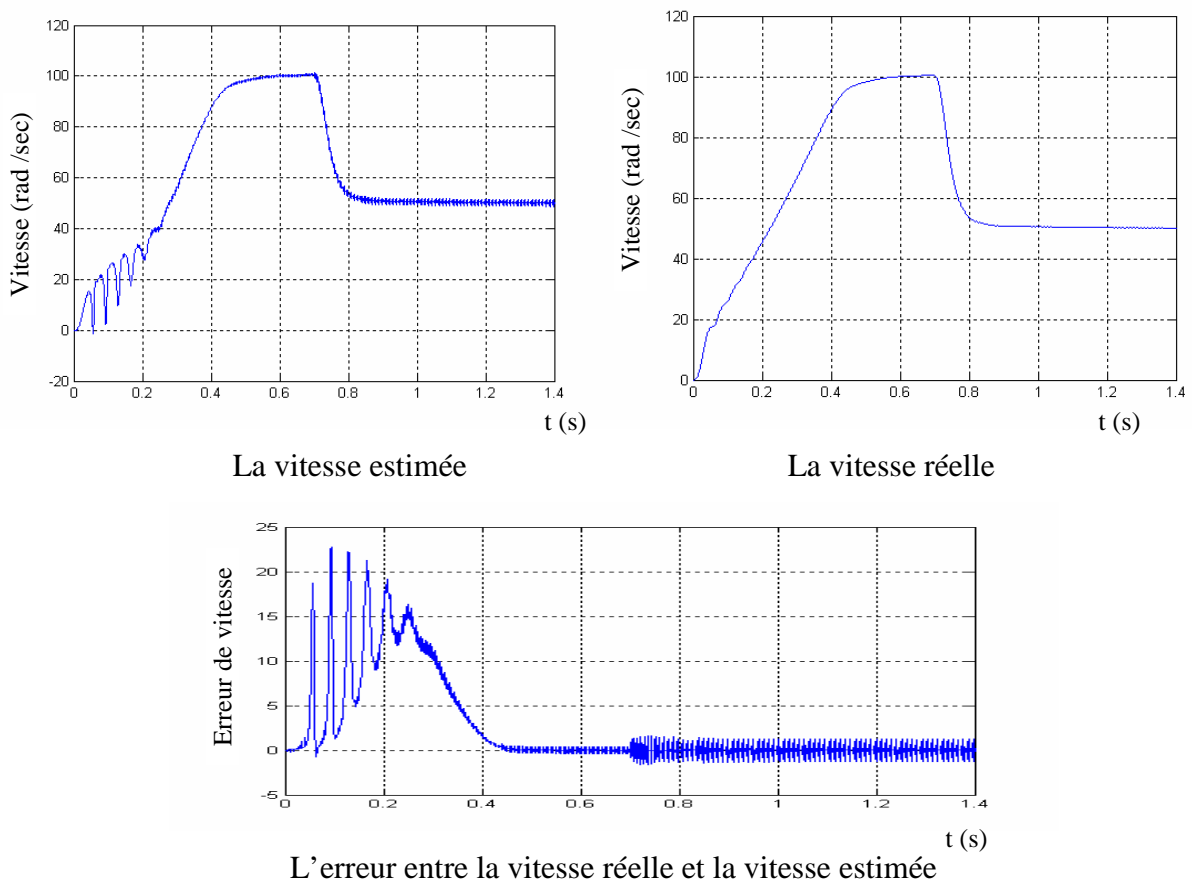 120
100
80
60
40
20
0
-20
0 0.2 0.4 0.6 0.8 1 1.2 1.4
Vitesse (rad /sec)
t (s)
La vitesse estimée
120
100
80
60
40
20
0
0 0.2 0.4 0.6 0.8 1 1.2 1.4
Vitesse (rad /sec)
t (s)
La vitesse réelle
25
20
15
10
5
0
-5
0 0.2 0.4 0.6 0.8 1 1.2 1.4
Erreur de vitesse
t (s)
L'erreur entre la vitesse réelle et la vitesse estimée